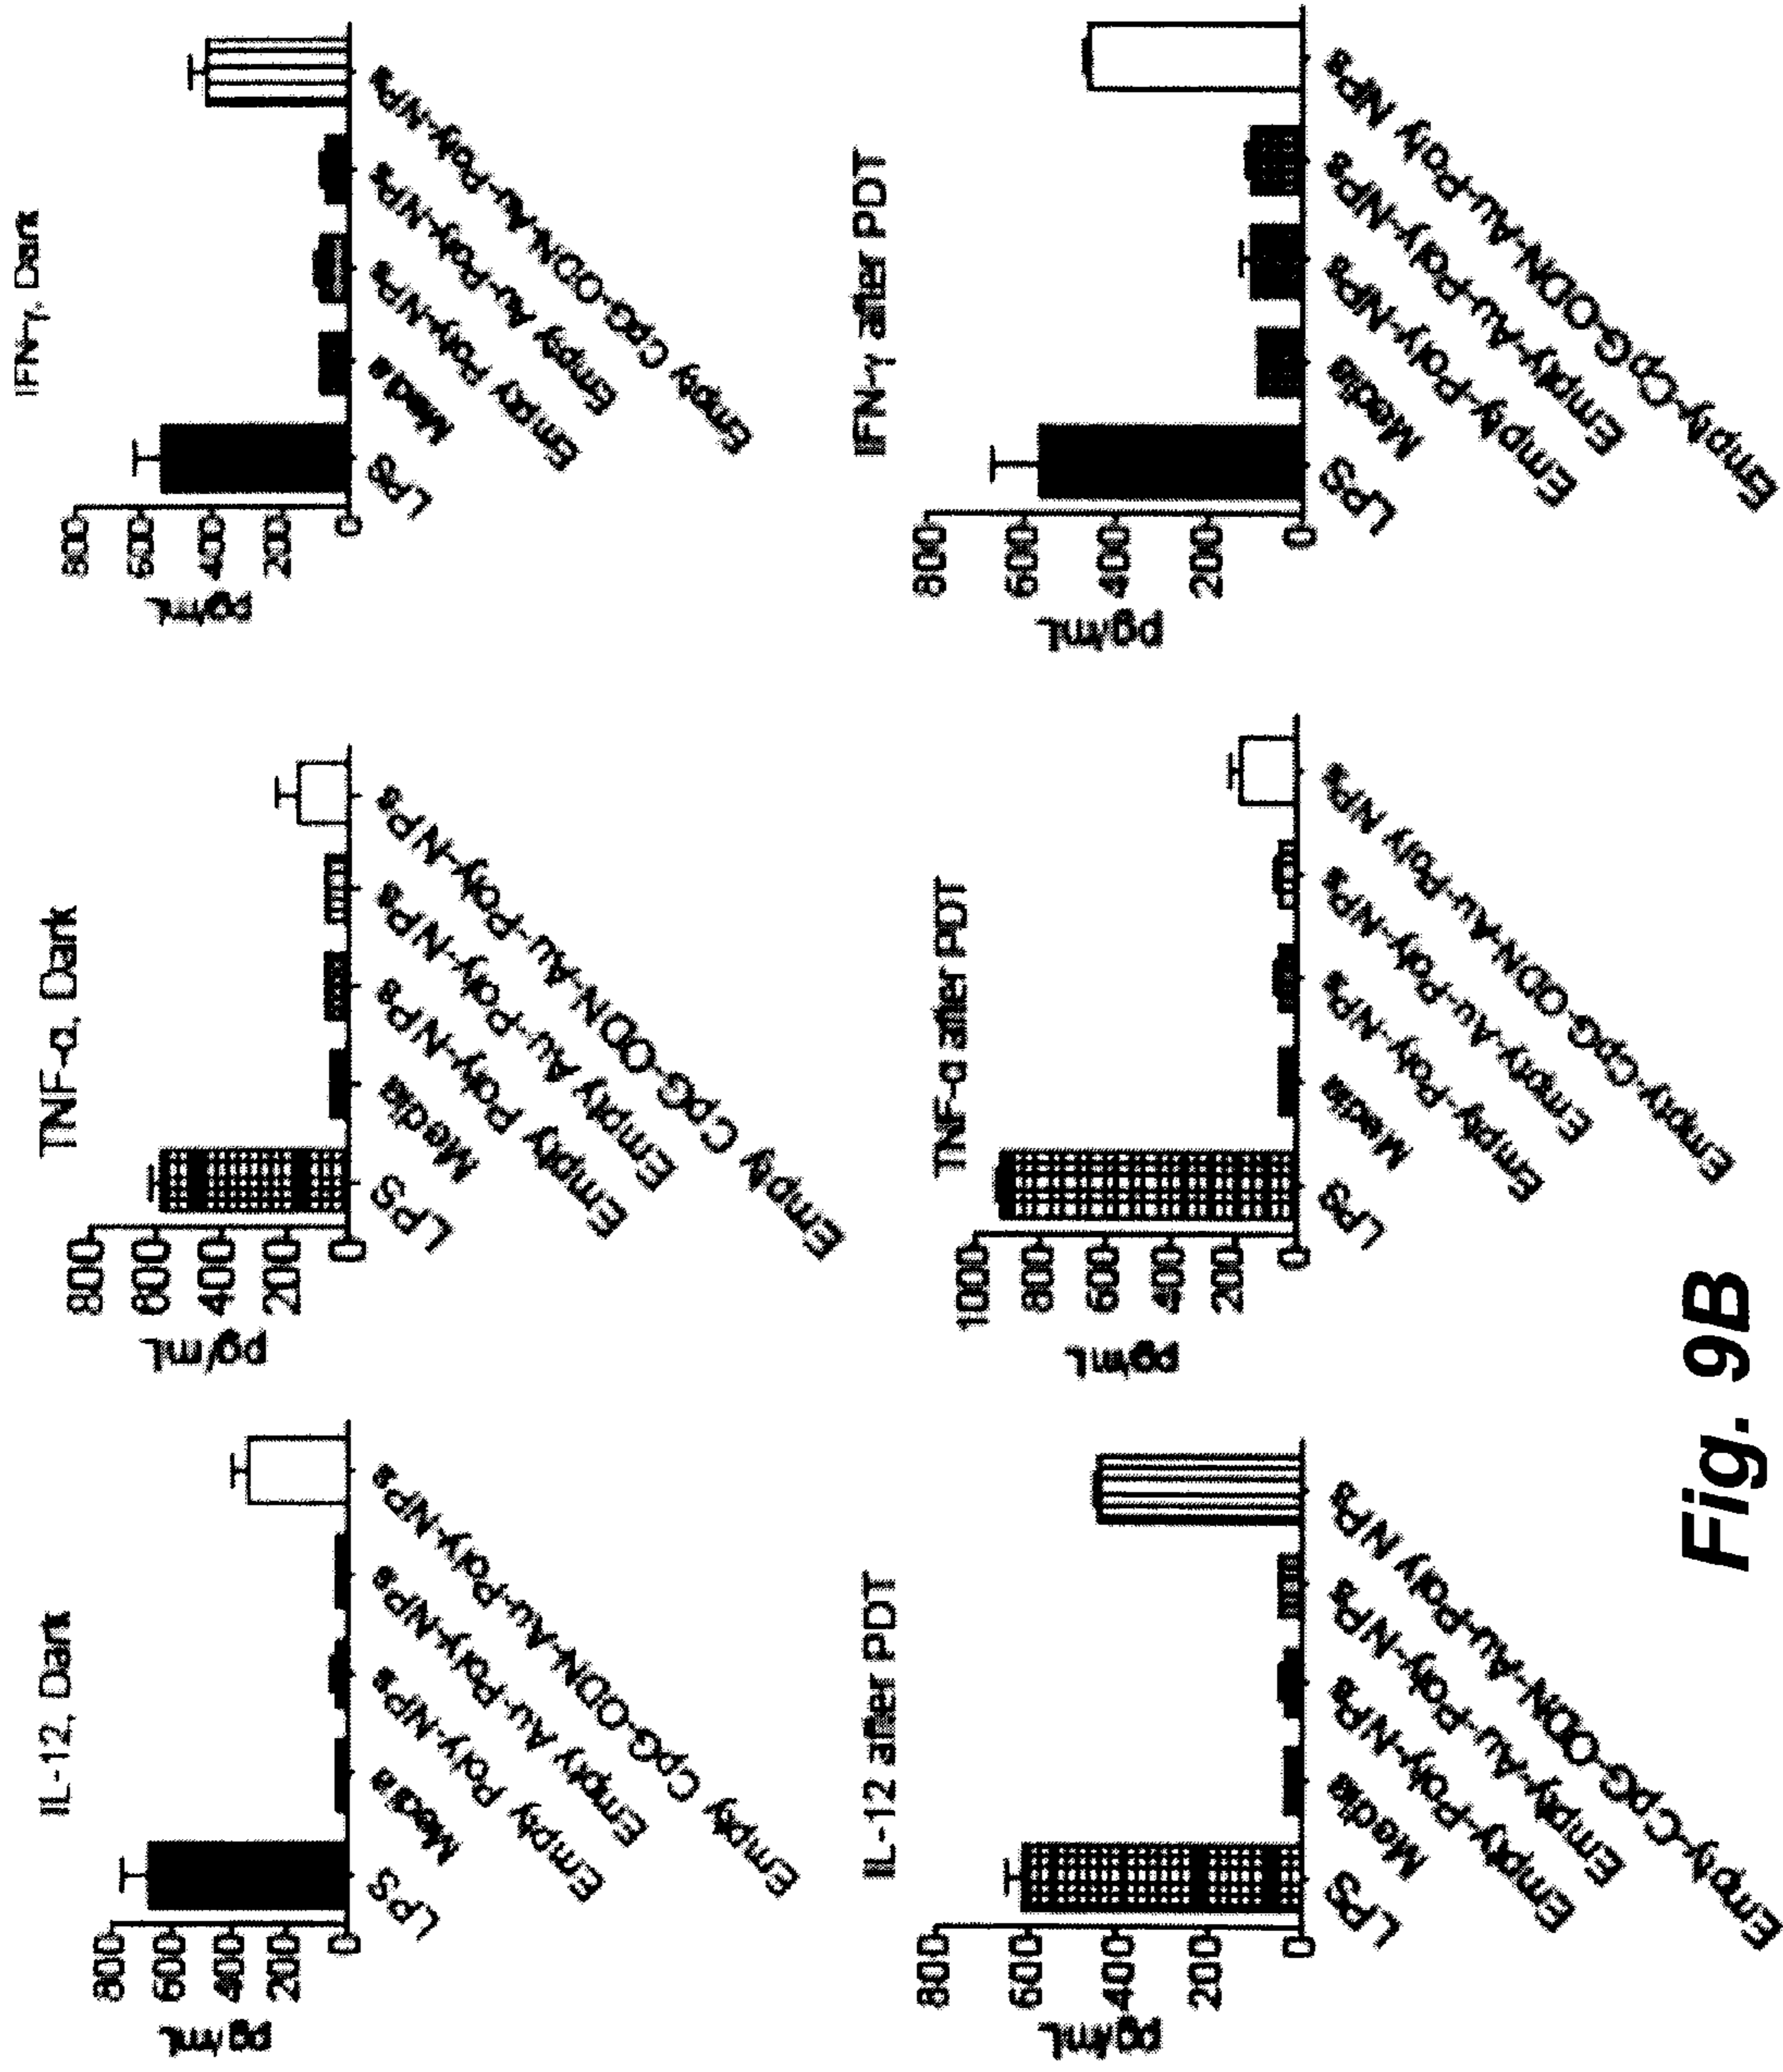 IL-12, Dark
pg/mL
800
600
400
200
0
LPS
Media
Empty Poly-NPs
Empty Au-Poly-NPs
Empty CpG-ODN-Au-Poly-NPs
TNF-α, Dark
pg/mL
800
600
400
200
0
LPS
Media
Empty Poly-NPs
Empty Au-Poly-NPs
Empty CpG-ODN-Au-Poly-NPs
IFN-γ, Dark
pg/mL
800
600
400
200
0
LPS
Media
Empty Poly-NPs
Empty Au-Poly-NPs
Empty CpG-ODN-Au-Poly-NPs
IL-12 after PDT
pg/mL
800
600
400
200
0
LPS
Media
Empty-Poly-NPs
Empty-Au-Poly-NPs
Empty-CpG-ODN-Au-Poly NPs
TNF-α after PDT
pg/mL
1000
800
600
400
200
0
LPS
Media
Empty-Poly-NPs
Empty-Au-Poly-NPs
Empty-CpG-ODN-Au-Poly NPs
IFN-γ after PDT
pg/mL
800
600
400
200
0
LPS
Media
Empty-Poly-NPs
Empty-Au-Poly-NPs
Empty-CpG-ODN-Au-Poly NPs
Fig. 9B